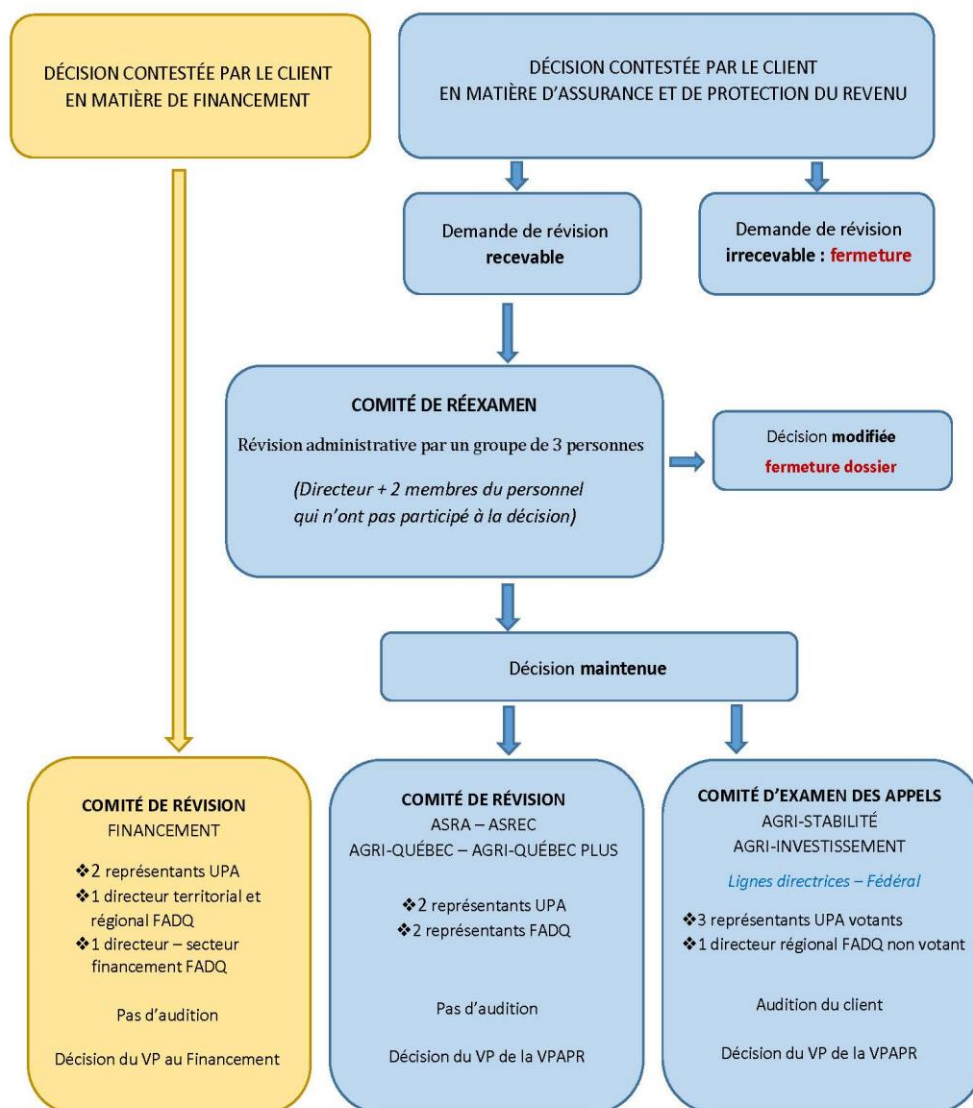 DÉCISION CONTESTÉE PAR LE CLIENT
EN MATIÈRE DE FINANCEMENT
DÉCISION CONTESTÉE PAR LE CLIENT
EN MATIÈRE D'ASSURANCE ET DE PROTECTION DU REVENU
Demande de révision
recevable
Demande de révision
irrecevable : fermeture
COMITÉ DE RÉEXAMEN
Révision administrative par un groupe de 3 personnes
(Directeur + 2 membres du personnel
qui n'ont pas participé à la décision)
Décision modifiée
fermeture dossier
Décision maintenue
COMITÉ DE RÉVISION
FINANCEMENT
❖2 représentants UPA
❖1 directeur territorial et
régional FADQ
❖1 directeur – secteur
financement FADQ
Pas d'audition
Décision du VP au Financement
COMITÉ DE RÉVISION
ASRA – ASREC
AGRI-QUÉBEC – AGRI-QUÉBEC PLUS
❖2 représentants UPA
❖2 représentants FADQ
Pas d'audition
Décision du VP de la VPAPR
COMITÉ D'EXAMEN DES APPELS
AGRI-STABILITÉ
AGRI-INVESTISSEMENT
Lignes directrices – Fédéral
❖3 représentants UPA votants
❖1 directeur régional FADQ non votant
Audition du client
Décision du VP de la VPAPR